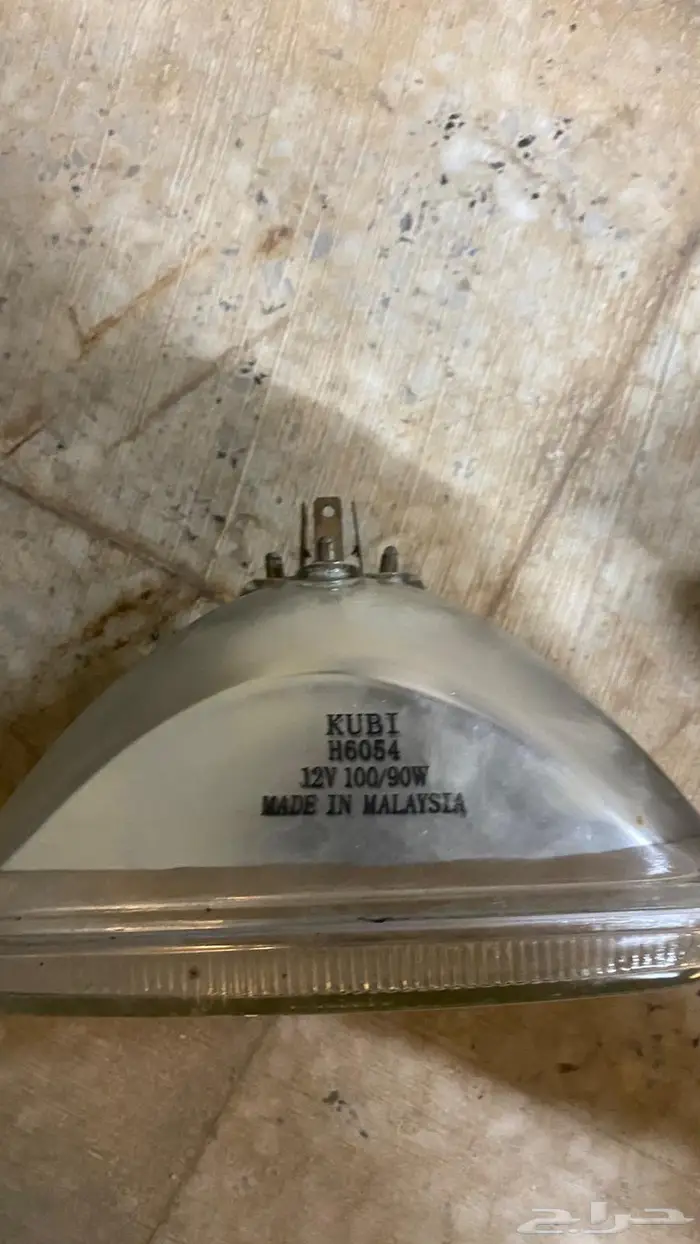 KUBI
H6054
12V 100/90W
MADE IN MALAYSIA
حراج